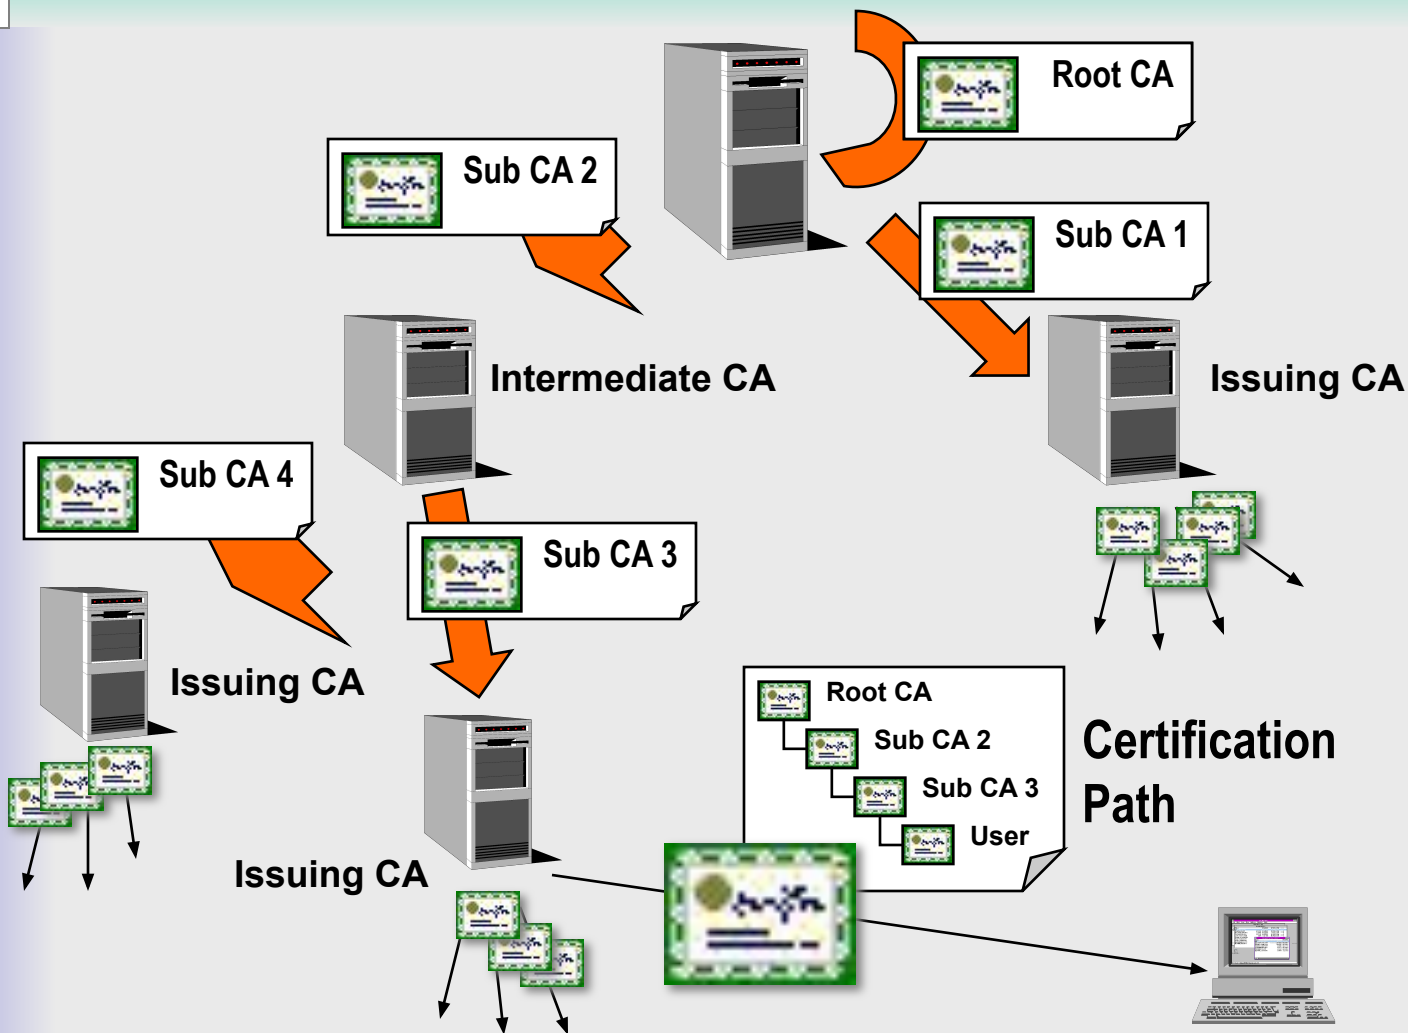 Root CA
Sub CA 2
Sub CA 1
Intermediate CA
Issuing CA
Sub CA 4
Sub CA 3
Issuing CA
Root CA
Sub CA 2
Sub CA 3
User
Certification
Path
Issuing CA